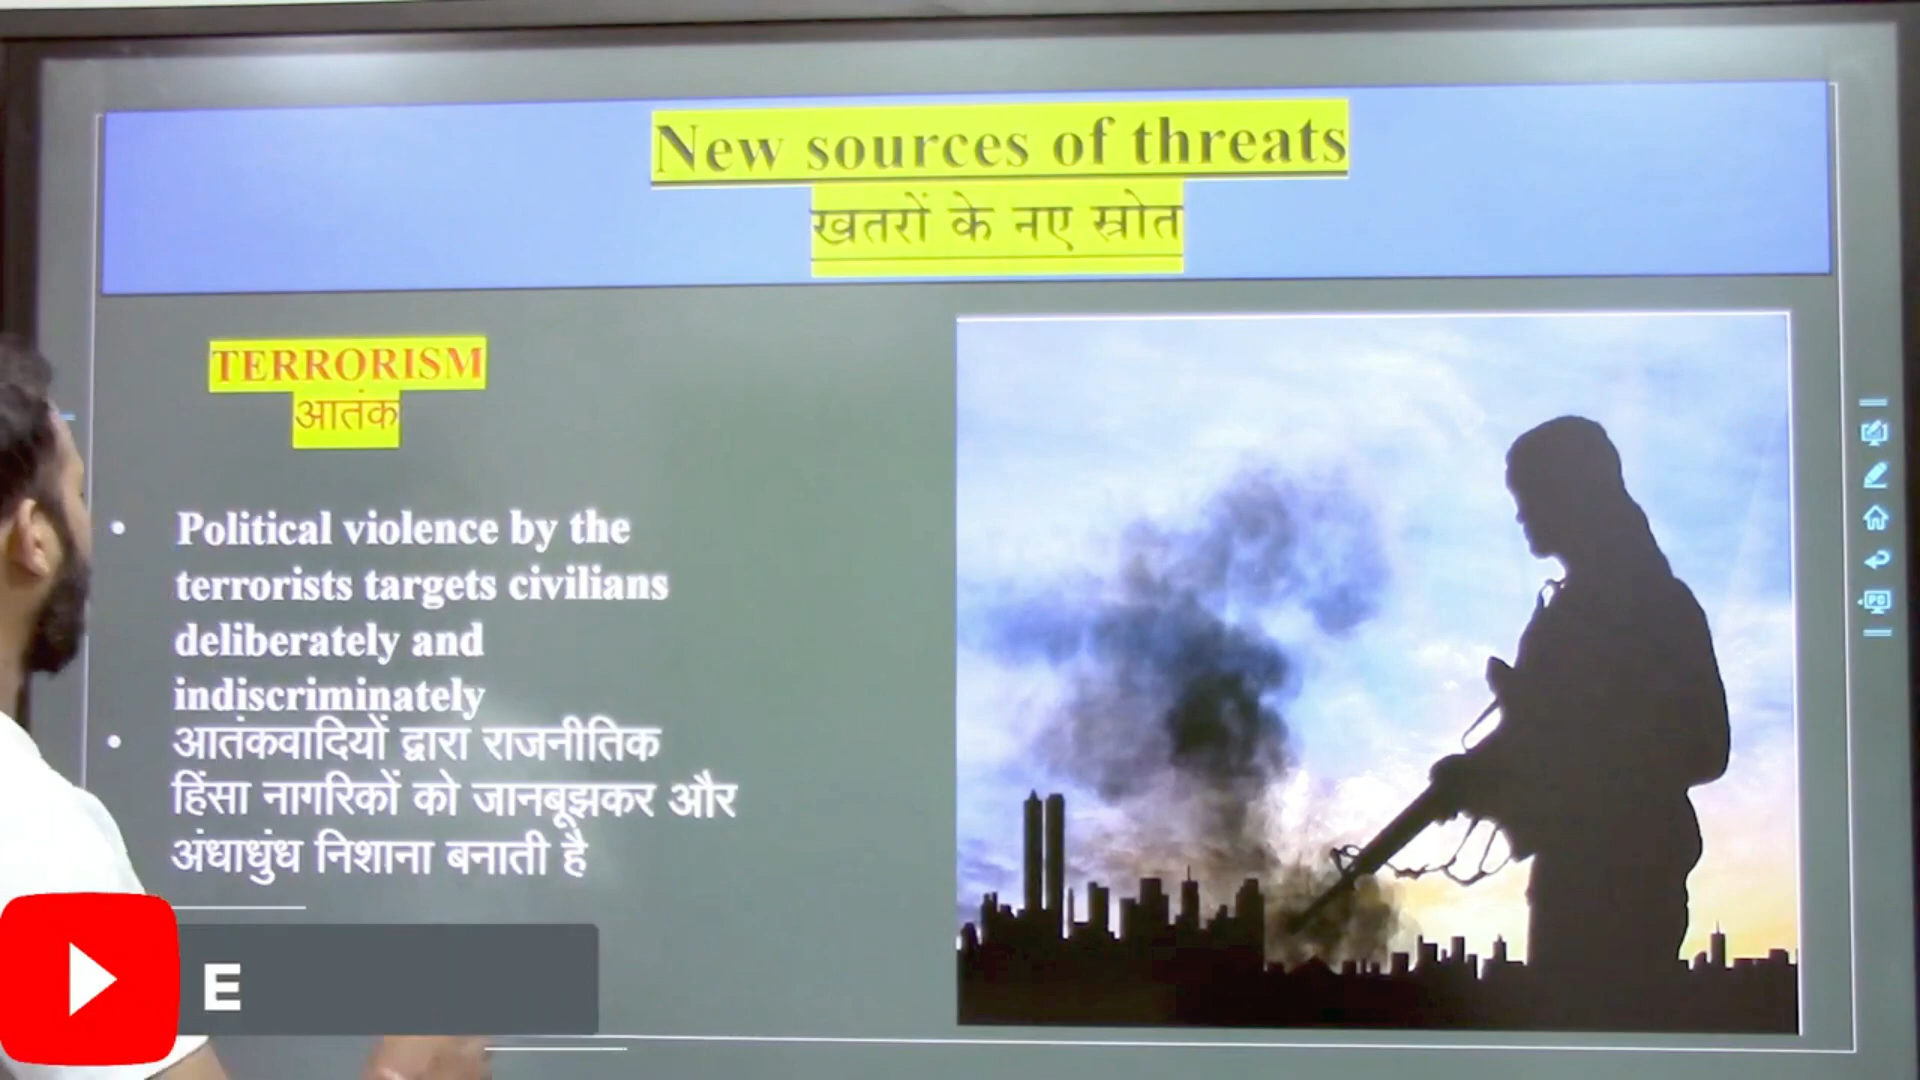 New sources of threats
खतरों के नए स्रोत
TERRORISM
आतंक
• Political violence by the
terrorists targets civilians
deliberately and
indiscriminately
• आतंकवादियों द्वारा राजनीतिक
हिंसा नागरिकों को जानबूझकर और
अंधाधुंध निशाना बनाती है
E
PC